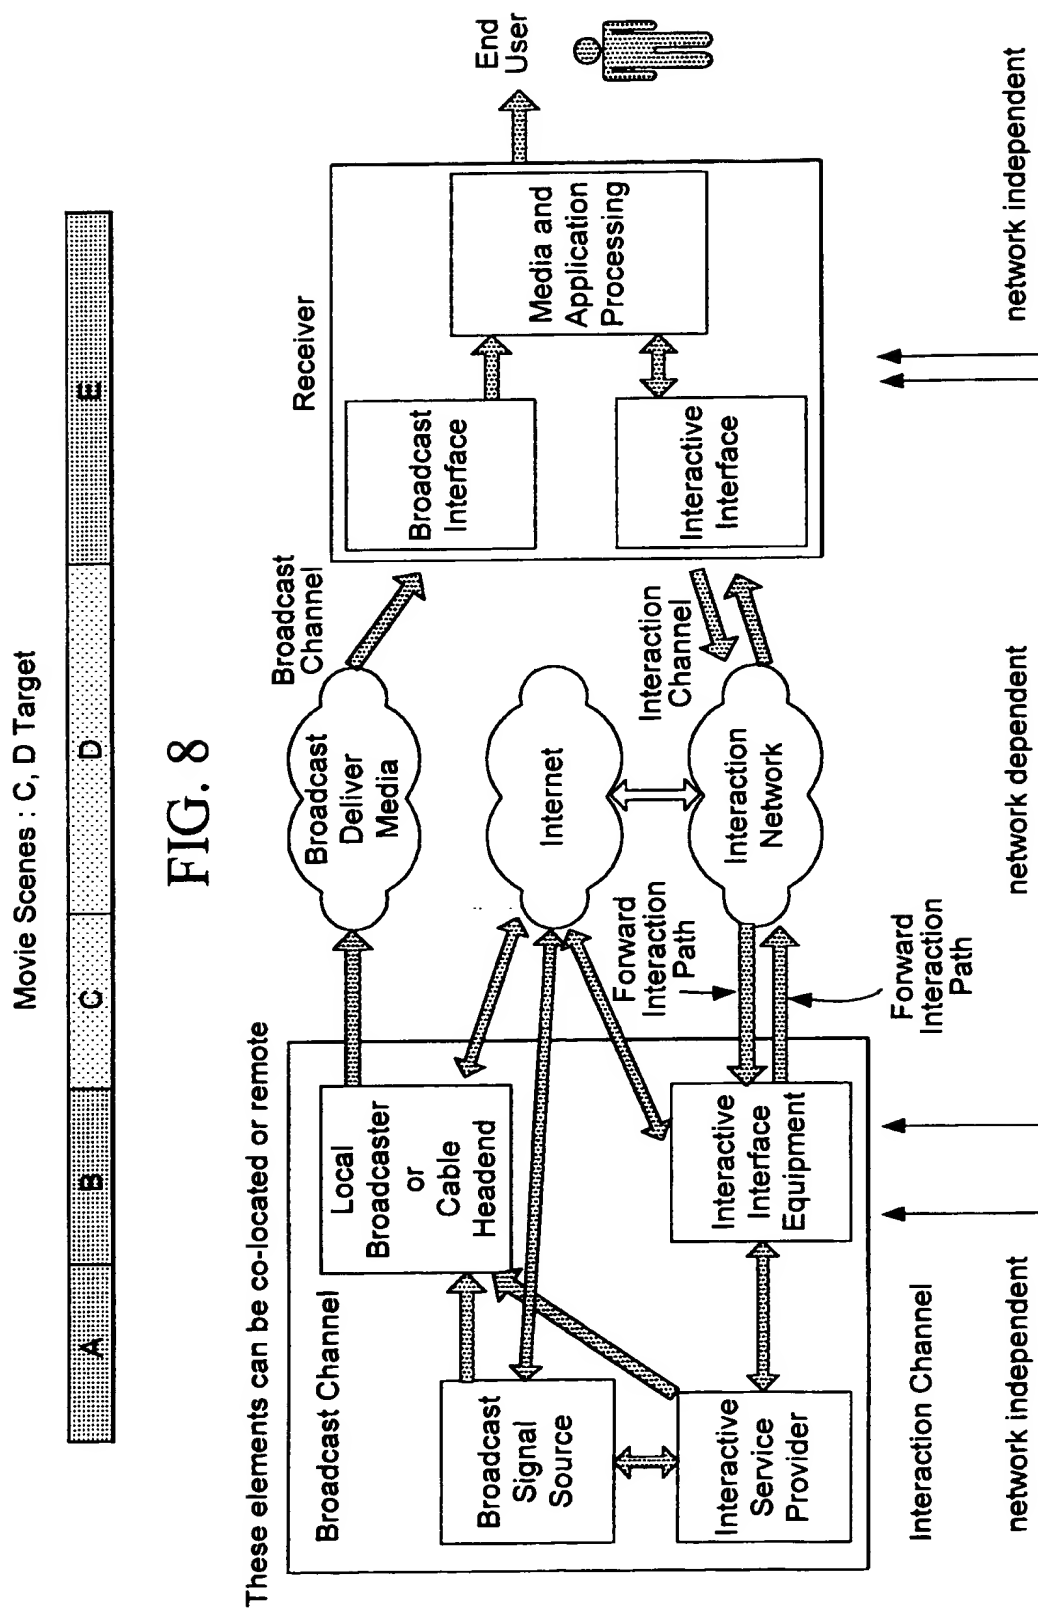 Movie Scenes : C, D Target
A
B
C
D
E
FIG. 8
These elements can be co-located or remote
Broadcast Channel
Local
Broadcaster
or
Cable
Headend
Broadcast
Signal
Source
Interactive
Service
Provider
Interactive
Interface
Equipment
Interaction Channel
Broadcast
Deliver
Media
Internet
Interaction
Network
Forward
Interaction
Path
Forward
Interaction
Path
Broadcast
Channel
Interaction
Channel
Receiver
Broadcast
Interface
Interactive
Interface
Media and
Application
Processing
End
User
network independent
network dependent
network independent